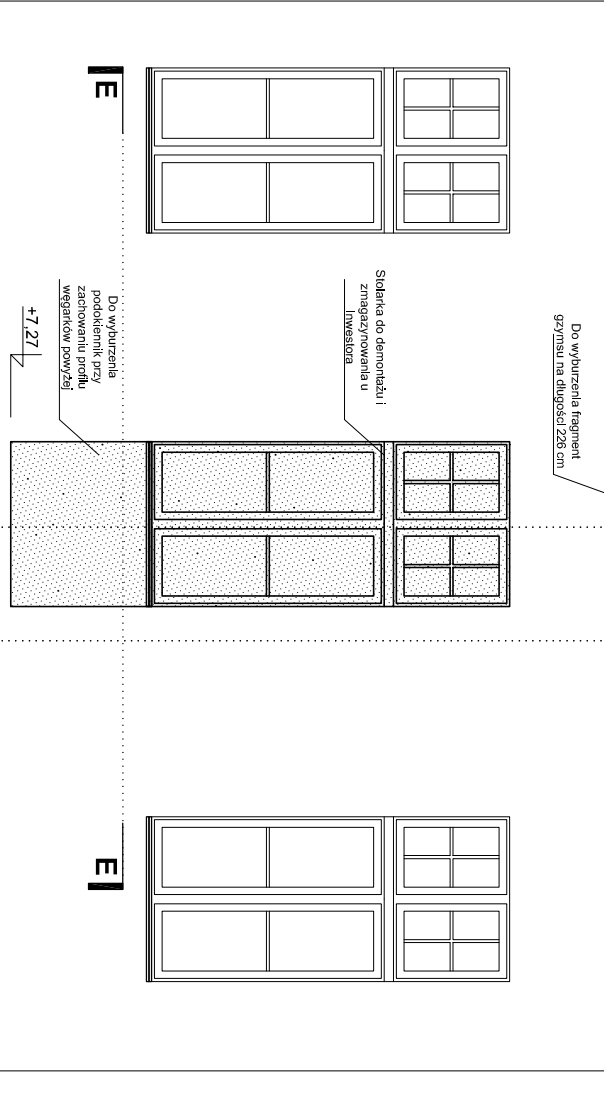 Do wyburzenia fragment
gzymsu na długości 226 cm
Stolarka do demontażu i
zmagazynowania u
Inwestora
Do wyburzenia
podokiennik przy
zachowaniu profilu
węgarków powyżej
+7,27
E
E